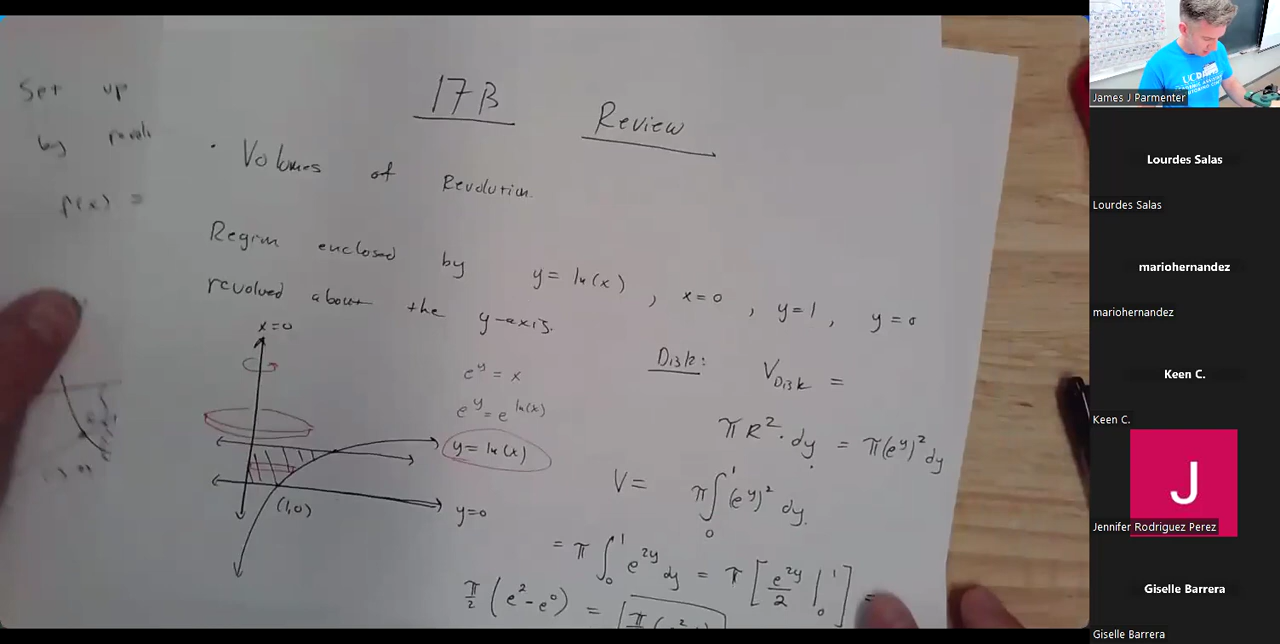 Set up
by
f(x) =
17B Review
• Volumes of Revolution.
Region enclosed by y = ln(x), x=0, y=1, y=0
revolved about the y-axis.
x=0
e^y = x
e^y = e^ln(x)
y = ln(x)
(1,0)
y=0
Disk: V_Disk =
πR²·dy = π(e^y)² dy
V = π∫₀¹(e^y)² dy.
= π∫₀¹ e^2y dy = π[e^2y/2 |₀¹] =
π/2 (e² - e⁰) =
UC DAVIS
James J Parmenter
Lourdes Salas
Lourdes Salas
mariohernandez
mariohernandez
Keen C.
Keen C.
J
Jennifer Rodriguez Perez
Giselle Barrera
Giselle Barrera